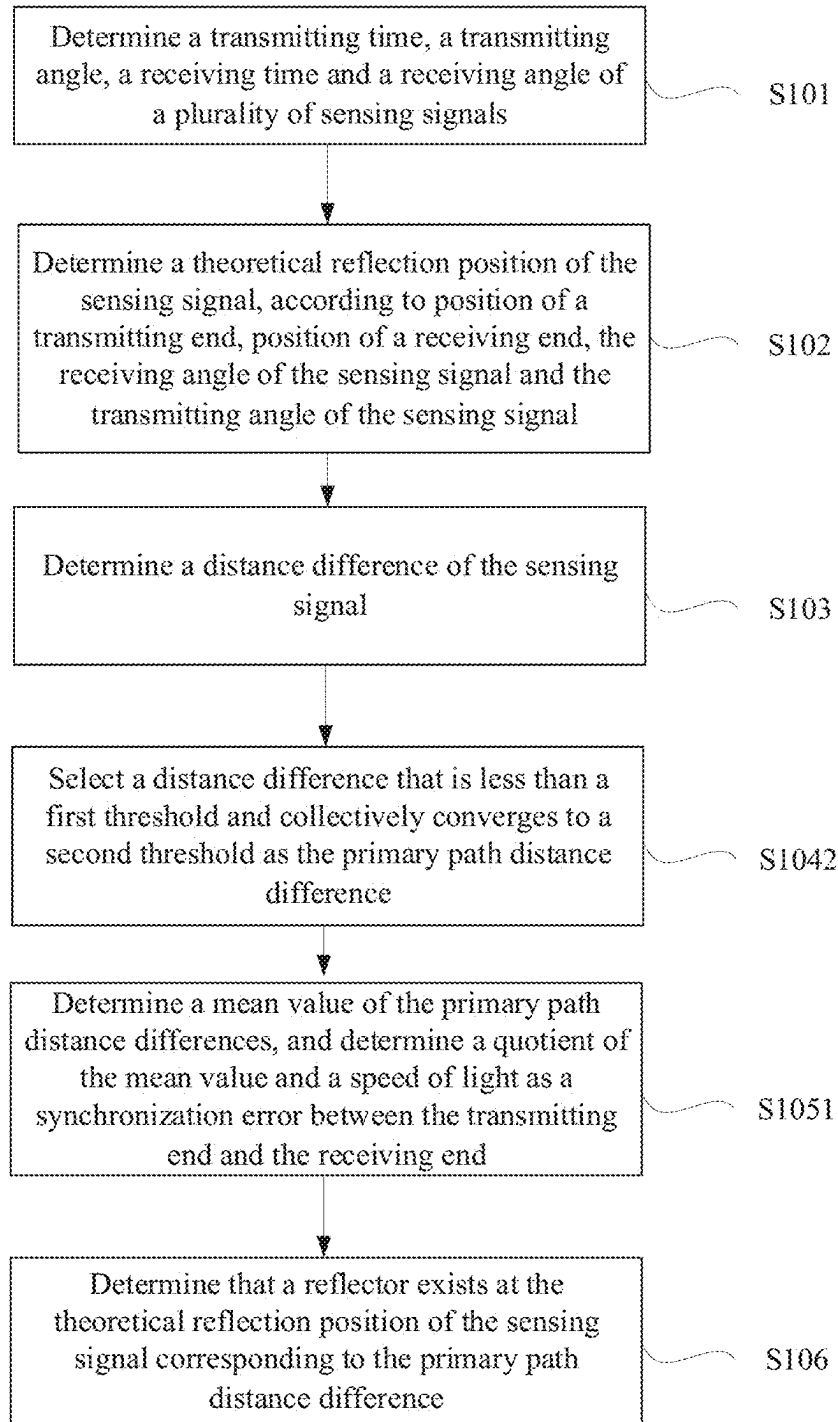 Determine a transmitting time, a transmitting
angle, a receiving time and a receiving angle of
a plurality of sensing signals
S101
Determine a theoretical reflection position of the
sensing signal, according to position of a
transmitting end, position of a receiving end, the
receiving angle of the sensing signal and the
transmitting angle of the sensing signal
S102
Determine a distance difference of the sensing
signal
S103
Select a distance difference that is less than a
first threshold and collectively converges to a
second threshold as the primary path distance
difference
S1042
Determine a mean value of the primary path
distance differences, and determine a quotient of
the mean value and a speed of light as a
synchronization error between the transmitting
end and the receiving end
S1051
Determine that a reflector exists at the
theoretical reflection position of the sensing
signal corresponding to the primary path
distance difference
S106